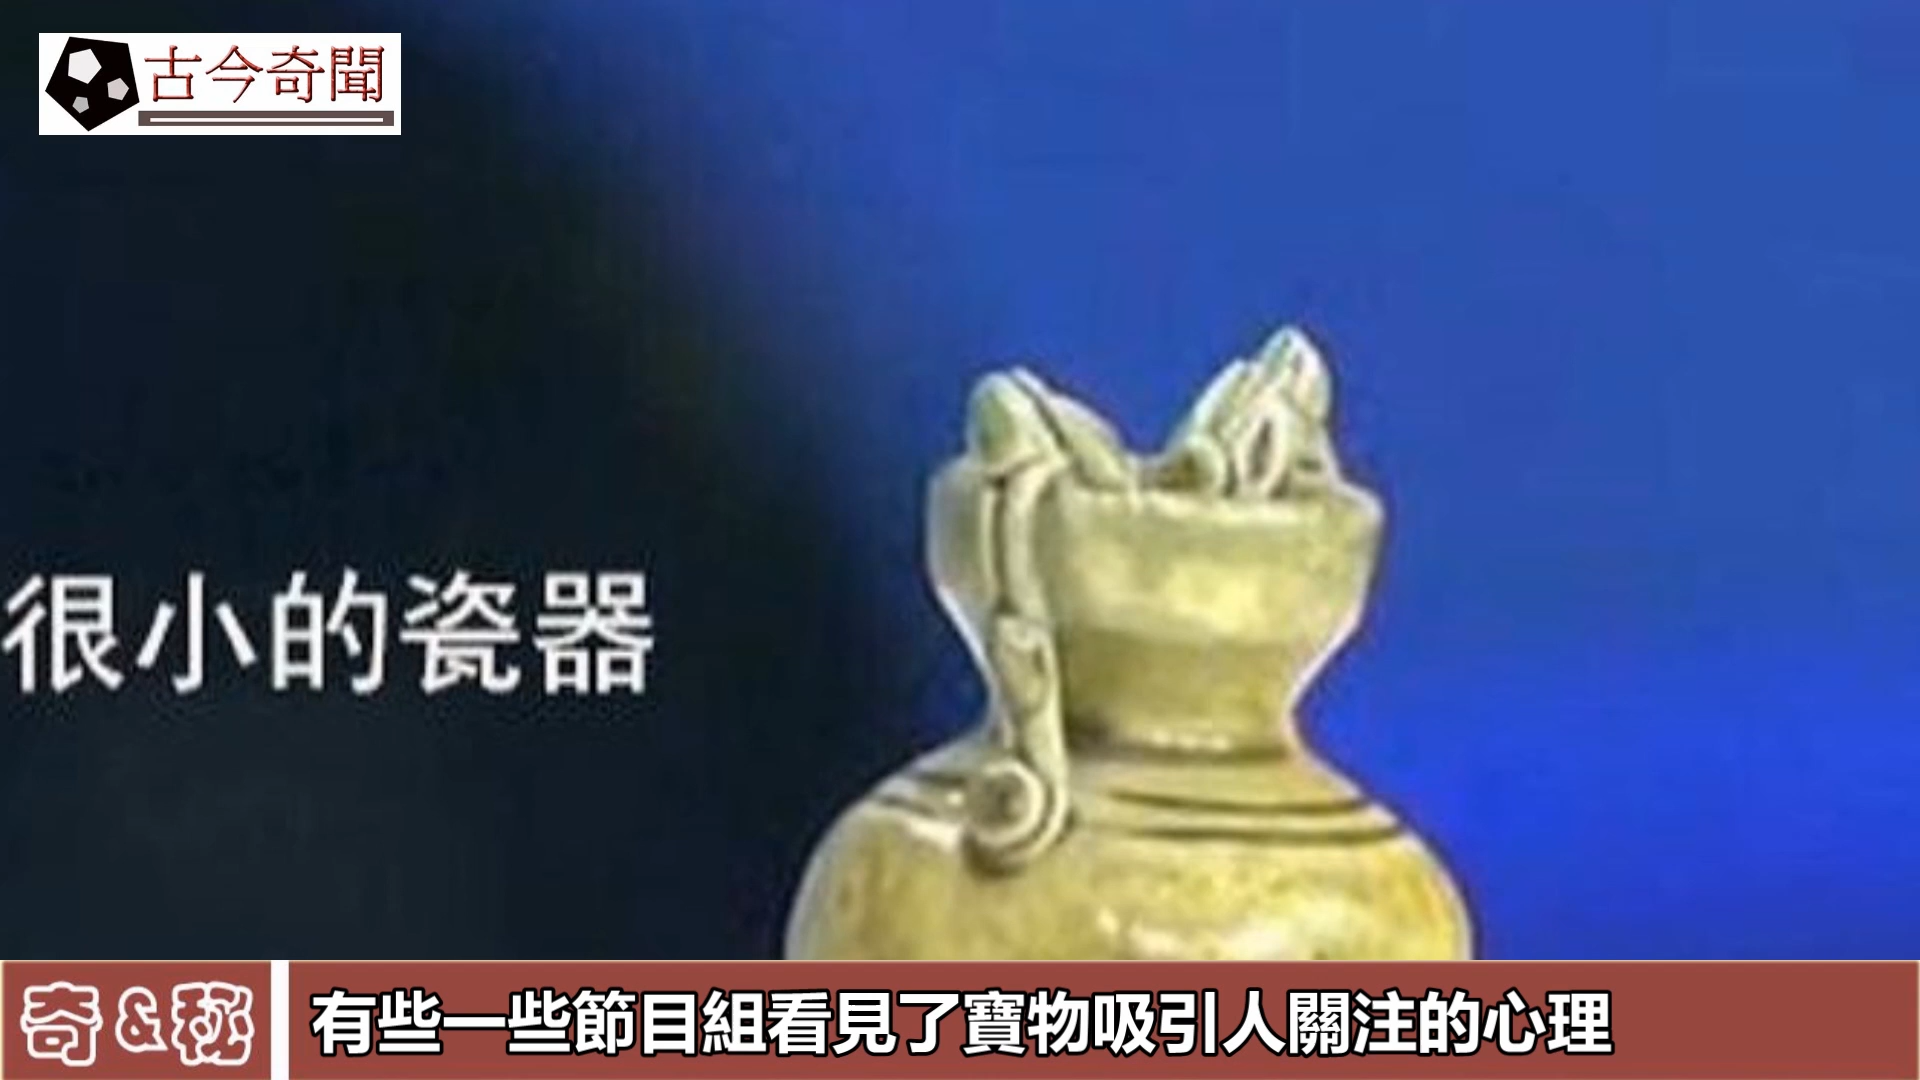 古今奇聞
很小的瓷器
奇&秘
有些一些節目組看見了寶物吸引人關注的心理